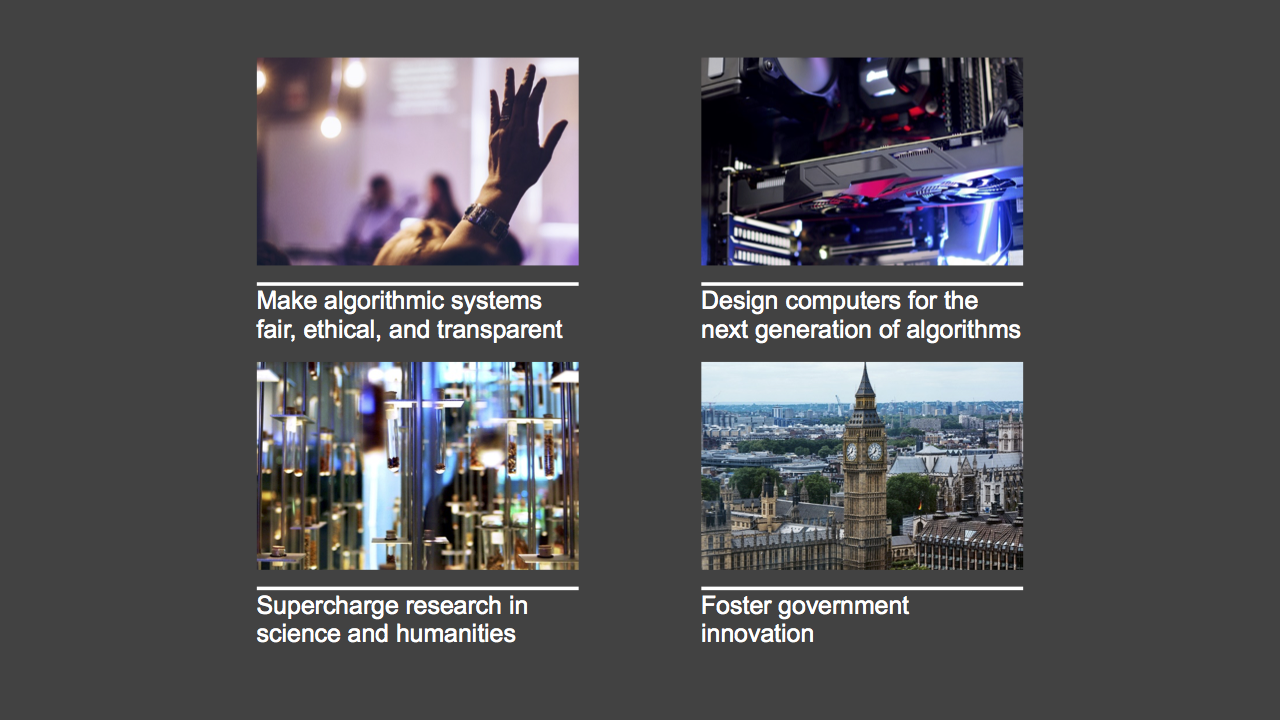 Make algorithmic systems
fair, ethical, and transparent
Design computers for the
next generation of algorithms
Supercharge research in
science and humanities
Foster government
innovation